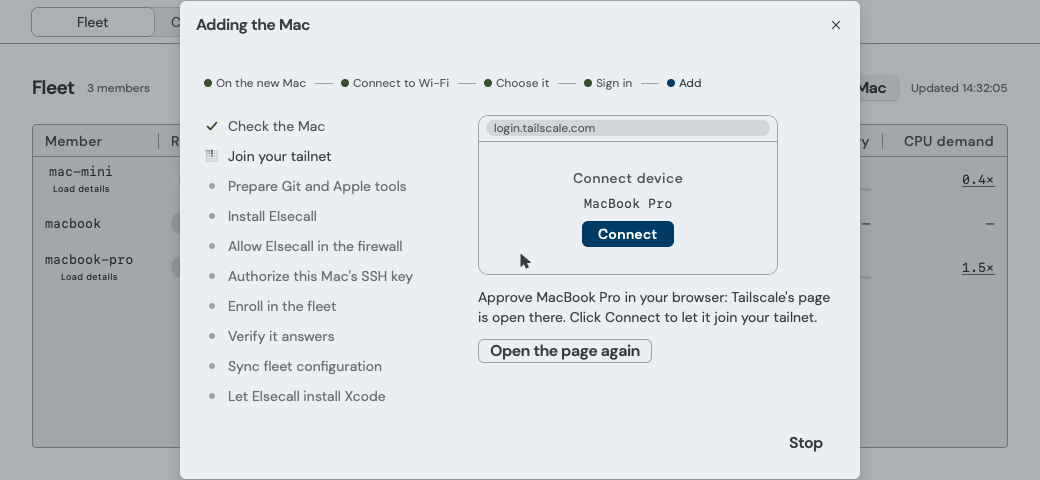 Fleet
C
Adding the Mac
Fleet 3 members
Mac Updated 14:32:05
On the new Mac
Connect to Wi-Fi
Choose it
Sign in
Add
Member
R
ry
CPU demand
mac-mini
Load details
0.4×
macbook
—
—
macbook-pro
Load details
1.5×
Check the Mac
Join your tailnet
Prepare Git and Apple tools
Install Elsecall
Allow Elsecall in the firewall
Authorize this Mac's SSH key
Enroll in the fleet
Verify it answers
Sync fleet configuration
Let Elsecall install Xcode
login.tailscale.com
Connect device
MacBook Pro
Connect
Approve MacBook Pro in your browser: Tailscale's page
is open there. Click Connect to let it join your tailnet.
Open the page again
Stop